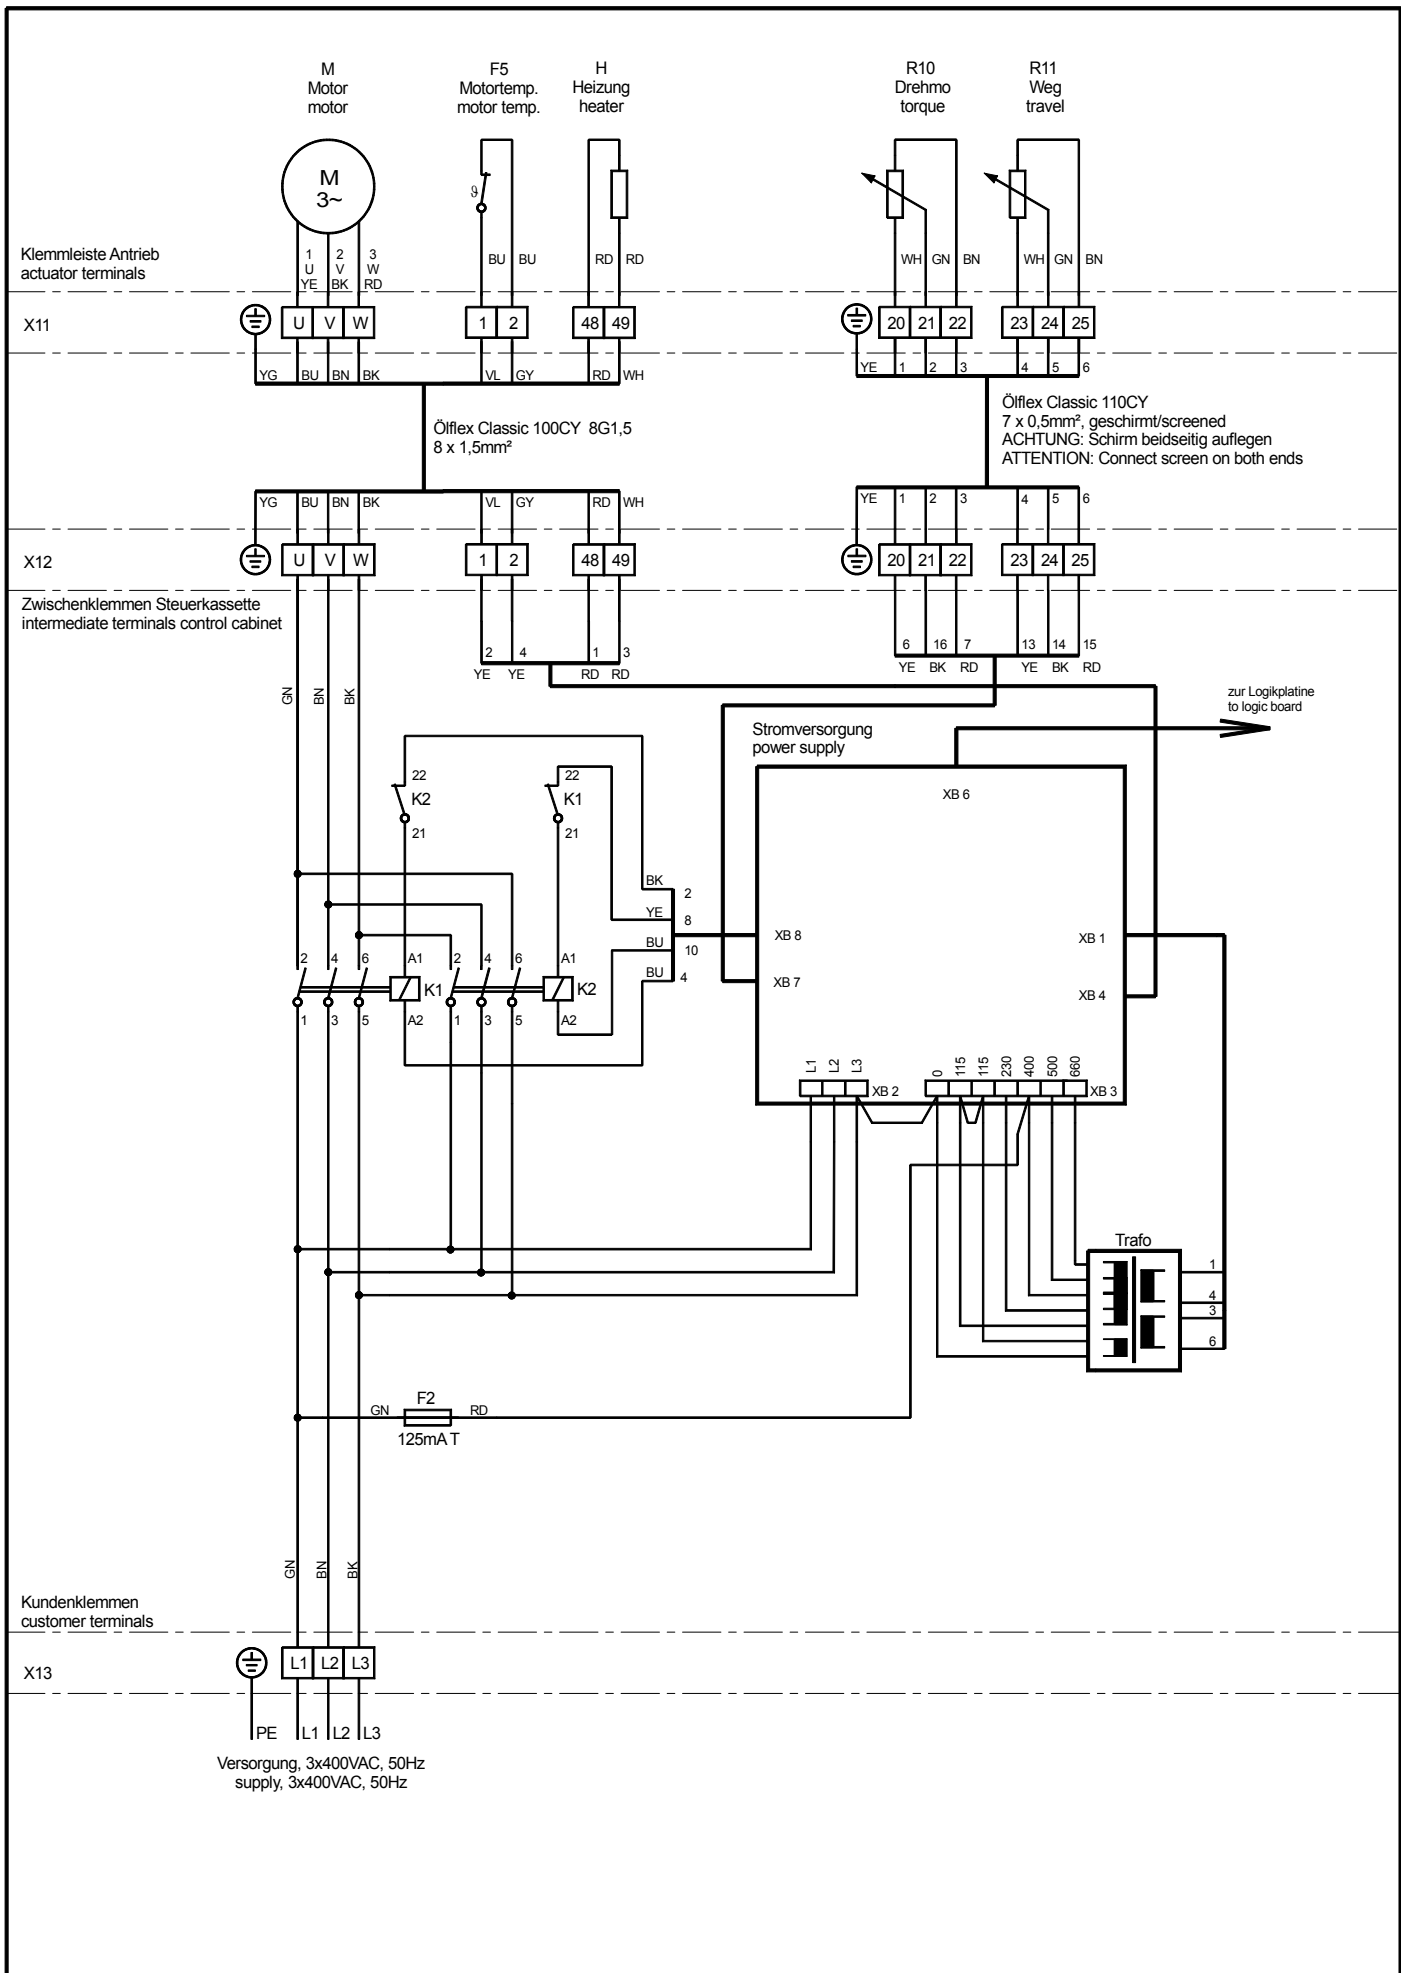 M
Motor
motor
F5
Motortemp.
motor temp.
H
Heizung
heater
R10
Drehmo
torque
R11
Weg
travel
M
3~
ϑ
Klemmleiste Antrieb
actuator terminals
1 2 3
U V W
YE BK RD
BU BU RD RD WH GN BN WH GN BN
X11
U V W 1 2 48 49 20 21 22 23 24 25
YG BU BN BK VL GY RD WH YE 1 2 3 4 5 6
Ölflex Classic 100CY 8G1,5
8 x 1,5mm²
Ölflex Classic 110CY
7 x 0,5mm², geschirmt/screened
ACHTUNG: Schirm beidseitig auflegen
ATTENTION: Connect screen on both ends
YG BU BN BK VL GY RD WH YE 1 2 3 4 5 6
X12
U V W 1 2 48 49 20 21 22 23 24 25
Zwischenklemmen Steuerkassette
intermediate terminals control cabinet
2 4 1 3 6 16 7 13 14 15
YE YE RD RD YE BK RD YE BK RD
GN BN BK
zur Logikplatine
to logic board
Stromversorgung
power supply
22
K2
21
22
K1
21
XB 6
BK 2
YE 8
BU 10
BU 4
XB 8
XB 7
XB 1
XB 4
2 4 6 A1 2 4 6 A1
K1 K2
1 3 5 A2 1 3 5 A2
L1 L2 L3 XB 2
0 115 115 230 400 500 660 XB 3
Trafo
1
4
3
6
F2
GN RD
125mA T
GN BN BK
Kundenklemmen
customer terminals
X13
L1 L2 L3
PE L1 L2 L3
Versorgung, 3x400VAC, 50Hz
supply, 3x400VAC, 50Hz